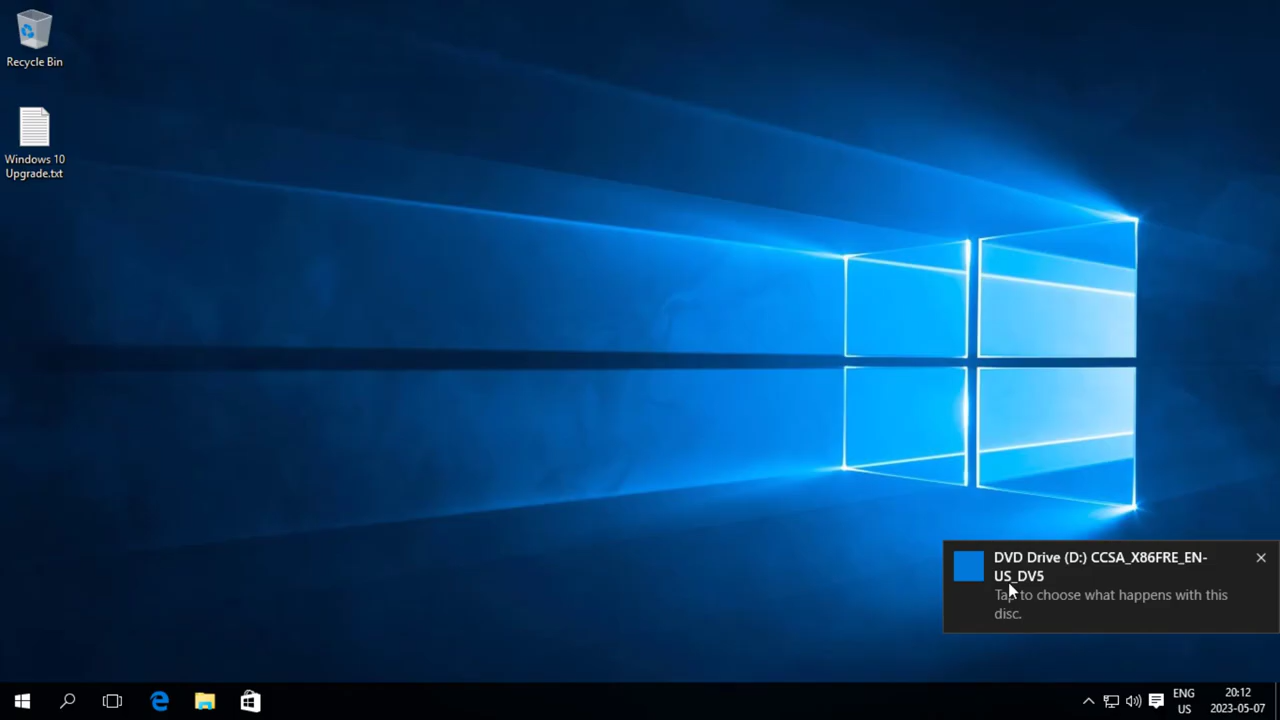 Recycle Bin
Windows 10
Upgrade.txt
DVD Drive (D:) CCSA_X86FRE_EN-
US_DV5
Tap to choose what happens with this
disc.
ENG
US
20:12
2023-05-07